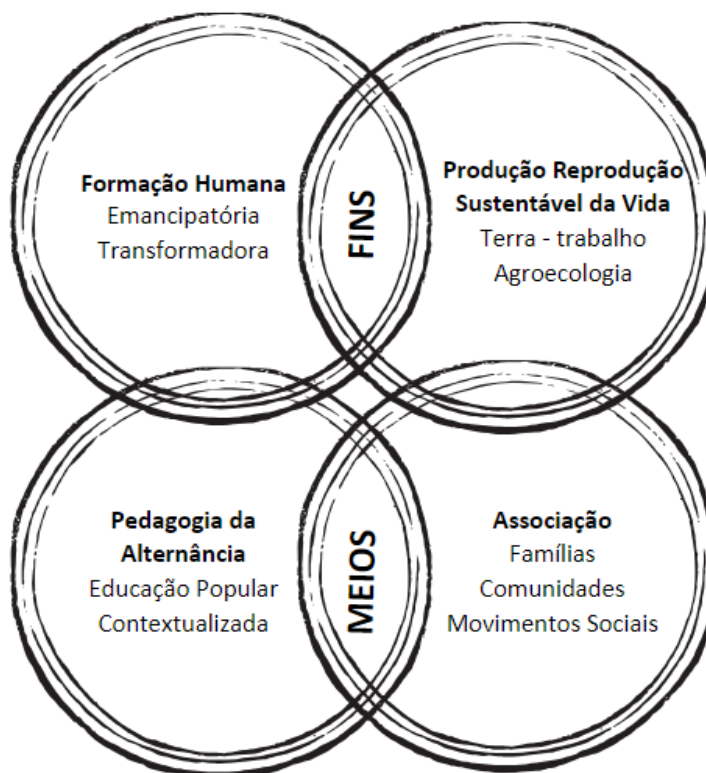 Formação Humana
Emancipatória
Transformadora
FINS
Produção Reprodução
Sustentável da Vida
Terra - trabalho
Agroecologia
Pedagogia da
Alternância
Educação Popular
Contextualizada
MEIOS
Associação
Famílias
Comunidades
Movimentos Sociais